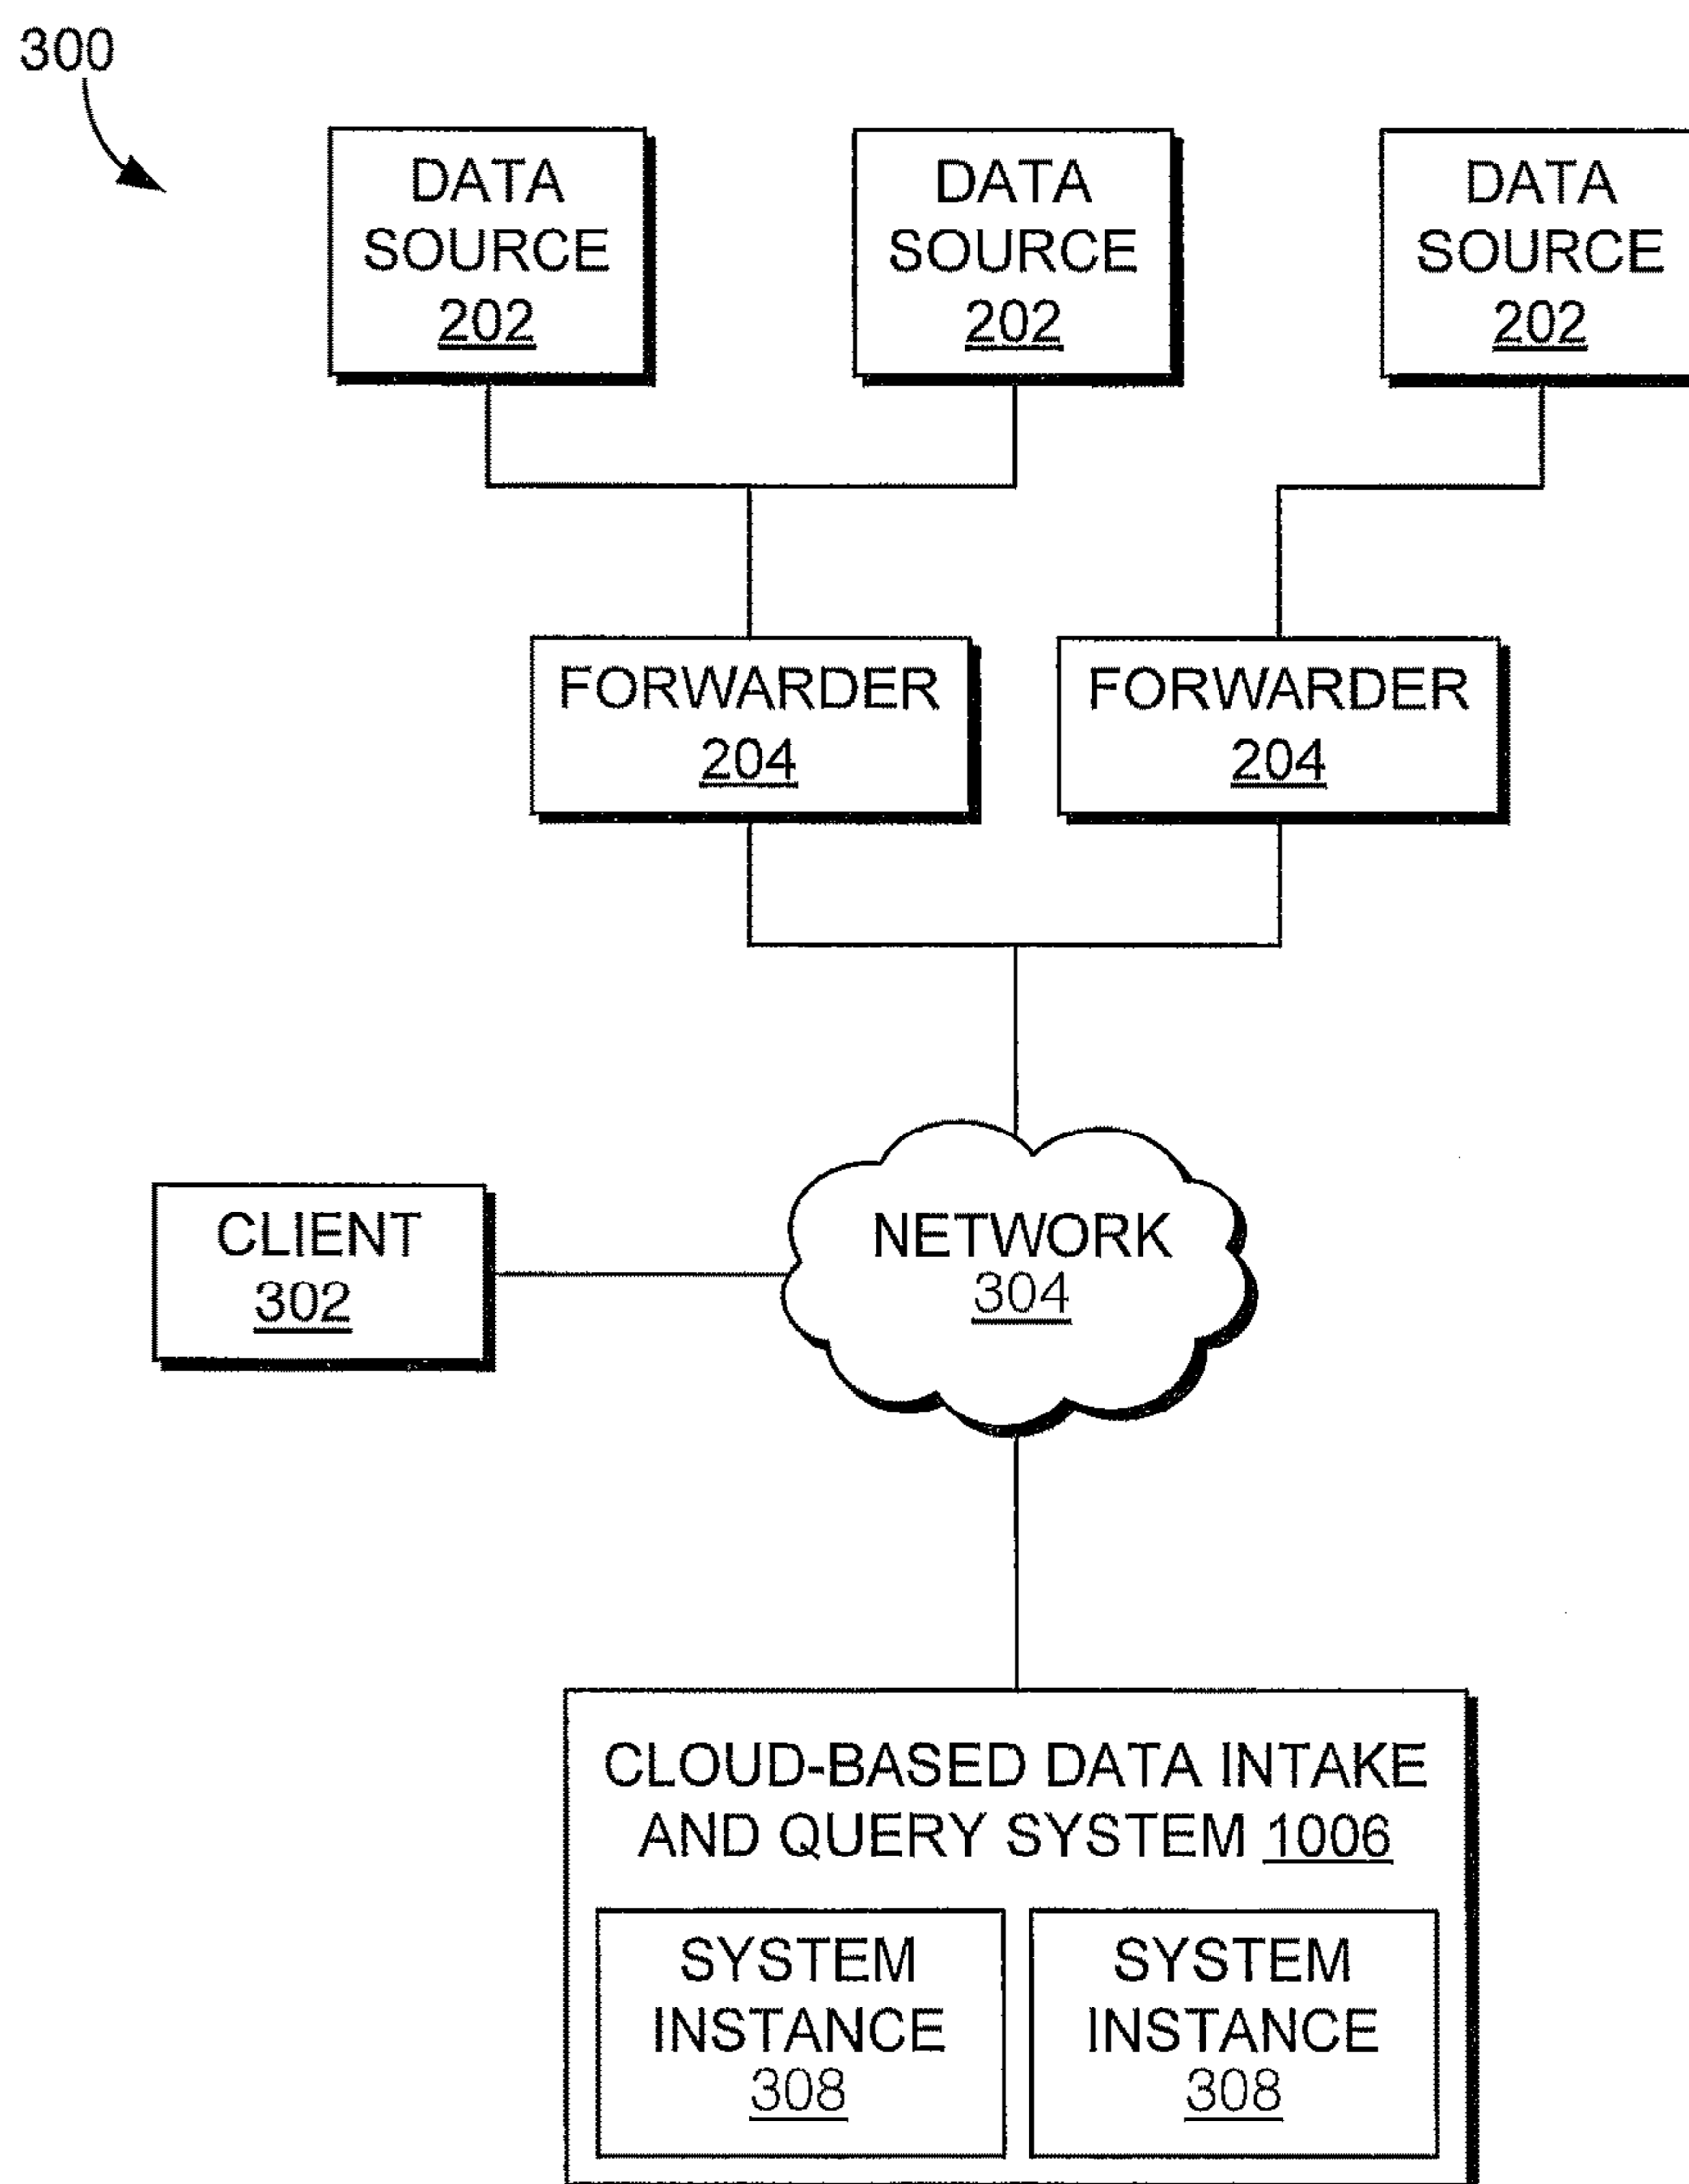 300
DATA
SOURCE
202
DATA
SOURCE
202
DATA
SOURCE
202
FORWARDER
204
FORWARDER
204
CLIENT
302
NETWORK
304
CLOUD-BASED DATA INTAKE
AND QUERY SYSTEM 1006
SYSTEM
INSTANCE
308
SYSTEM
INSTANCE
308